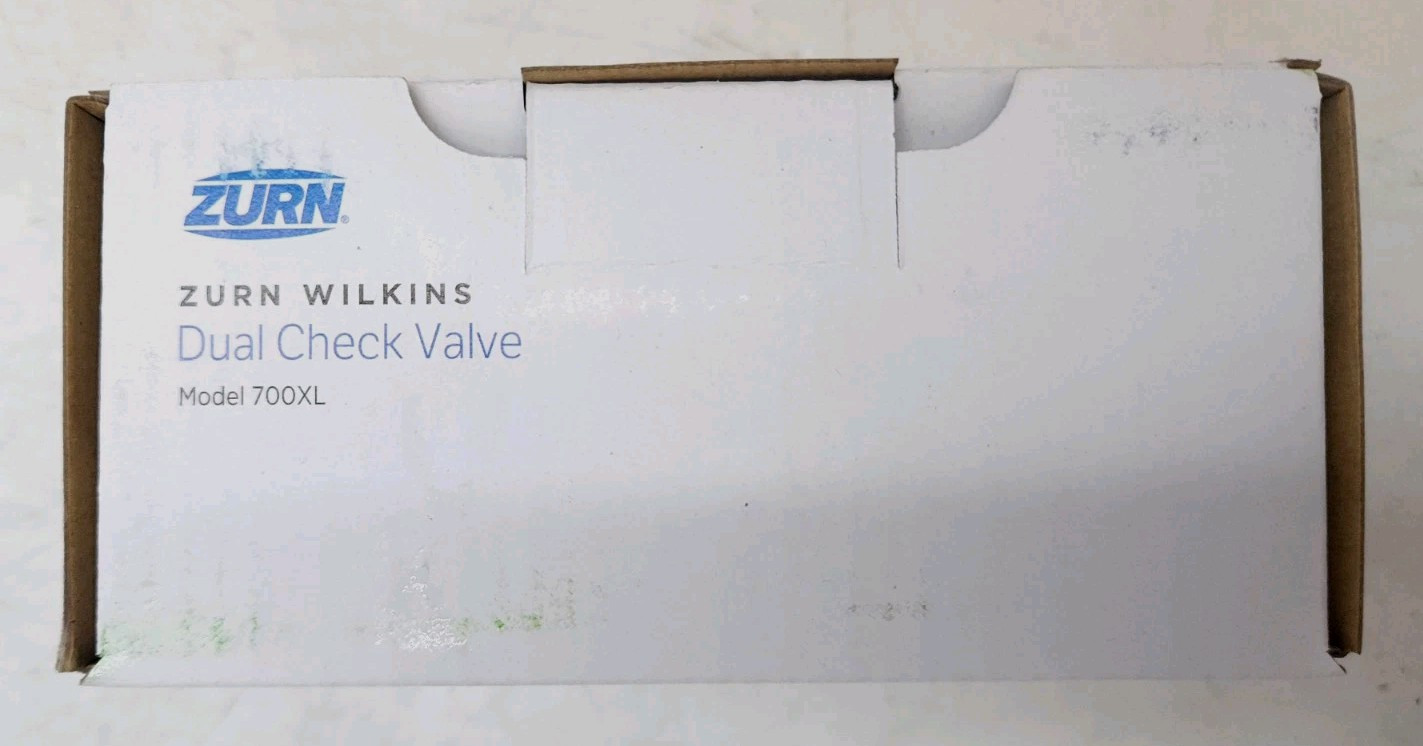 ZURN®
ZURN WILKINS
Dual Check Valve
Model 700XL